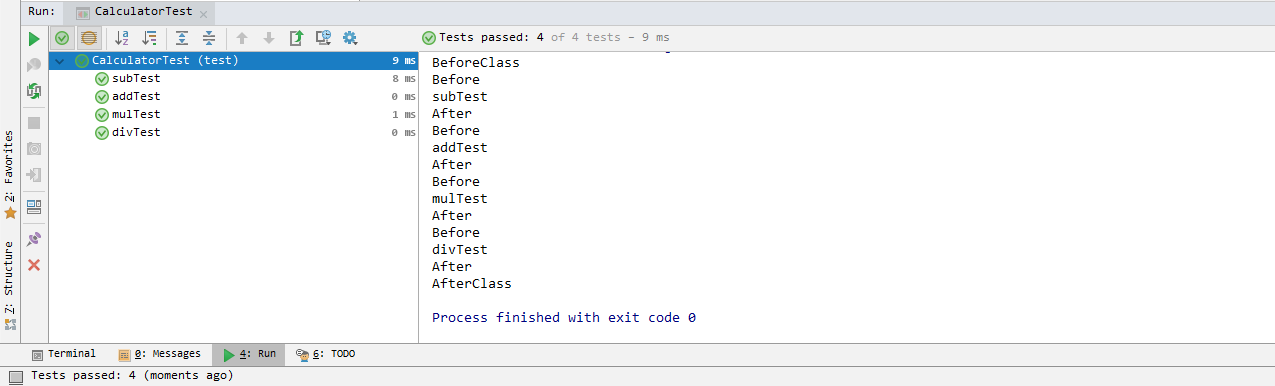 Run: CalculatorTest
Tests passed: 4 of 4 tests – 9 ms
CalculatorTest (test) 9 ms
subTest 8 ms
addTest 0 ms
mulTest 1 ms
divTest 0 ms
BeforeClass
Before
subTest
After
Before
addTest
After
Before
mulTest
After
Before
divTest
After
AfterClass
Process finished with exit code 0
2: Favorites
Z: Structure
Terminal 0: Messages 4: Run 6: TODO
Tests passed: 4 (moments ago)